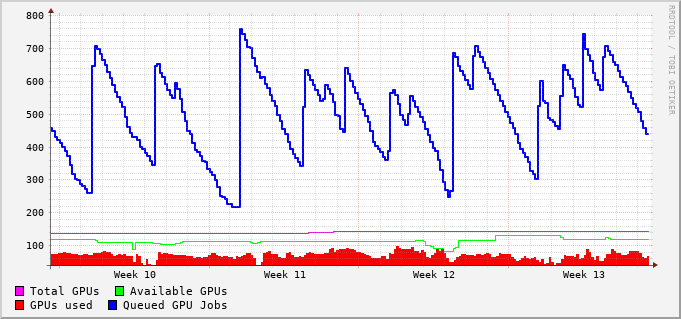 800
700
600
500
400
300
200
100
Week 10 Week 11 Week 12 Week 13
Total GPUs Available GPUs
GPUs used Queued GPU Jobs
RRDTOOL / TOBI OETIKER